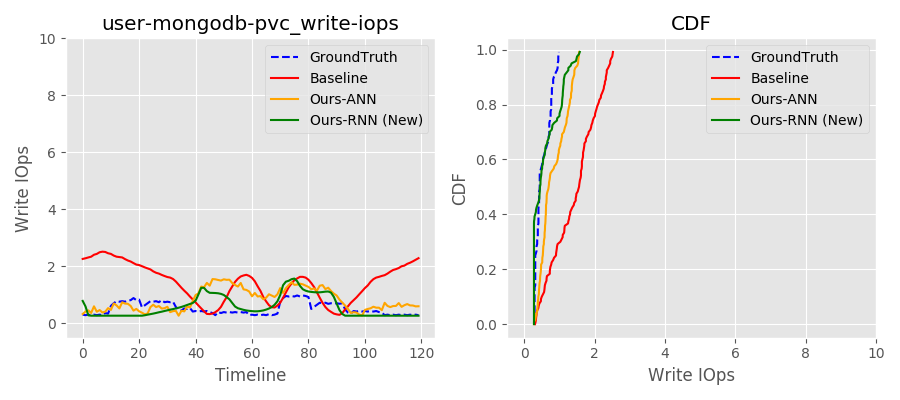 user-mongodb-pvc_write-iops
Write IOps
10
8
6
4
2
0
0 20 40 60 80 100 120
Timeline
GroundTruth
Baseline
Ours-ANN
Ours-RNN (New)
CDF
CDF
1.0
0.8
0.6
0.4
0.2
0.0
0 2 4 6 8 10
Write IOps
GroundTruth
Baseline
Ours-ANN
Ours-RNN (New)